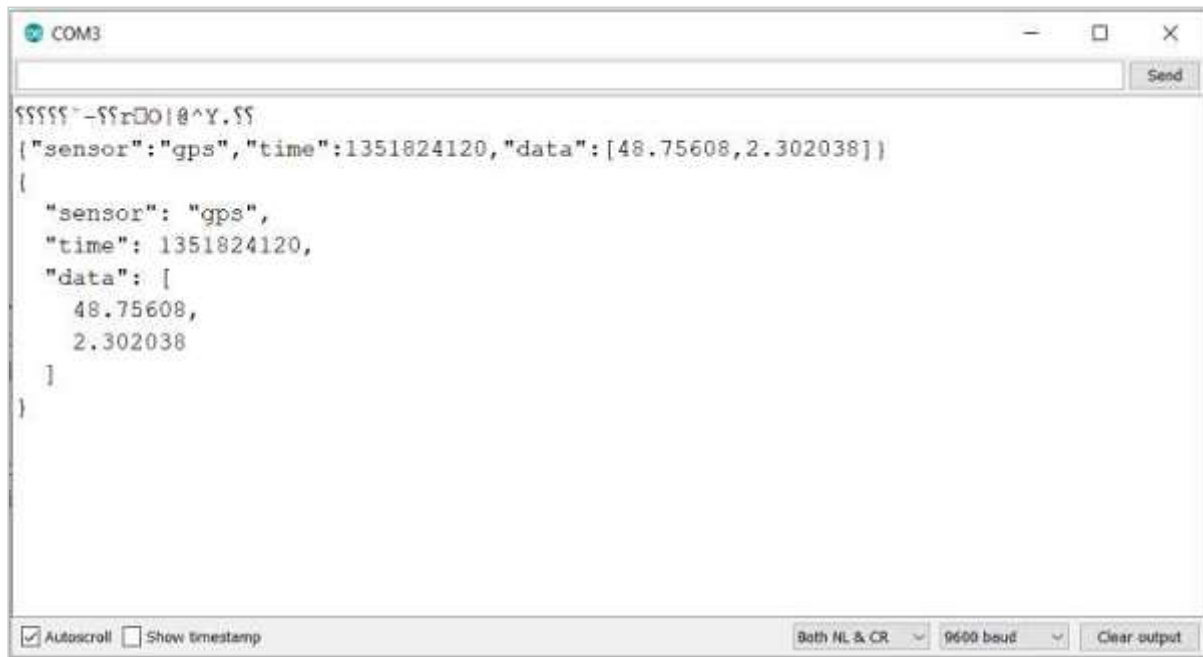 COM3
Send
⸮⸮⸮⸮⸮⸮`-⸮⸮r□O|@^Y.⸮⸮
{"sensor":"gps","time":1351824120,"data":[48.75608,2.302038]}
{
"sensor": "gps",
"time": 1351824120,
"data": [
48.75608,
2.302038
]
}
Autoscroll Show timestamp Both NL & CR 9600 baud Clear output